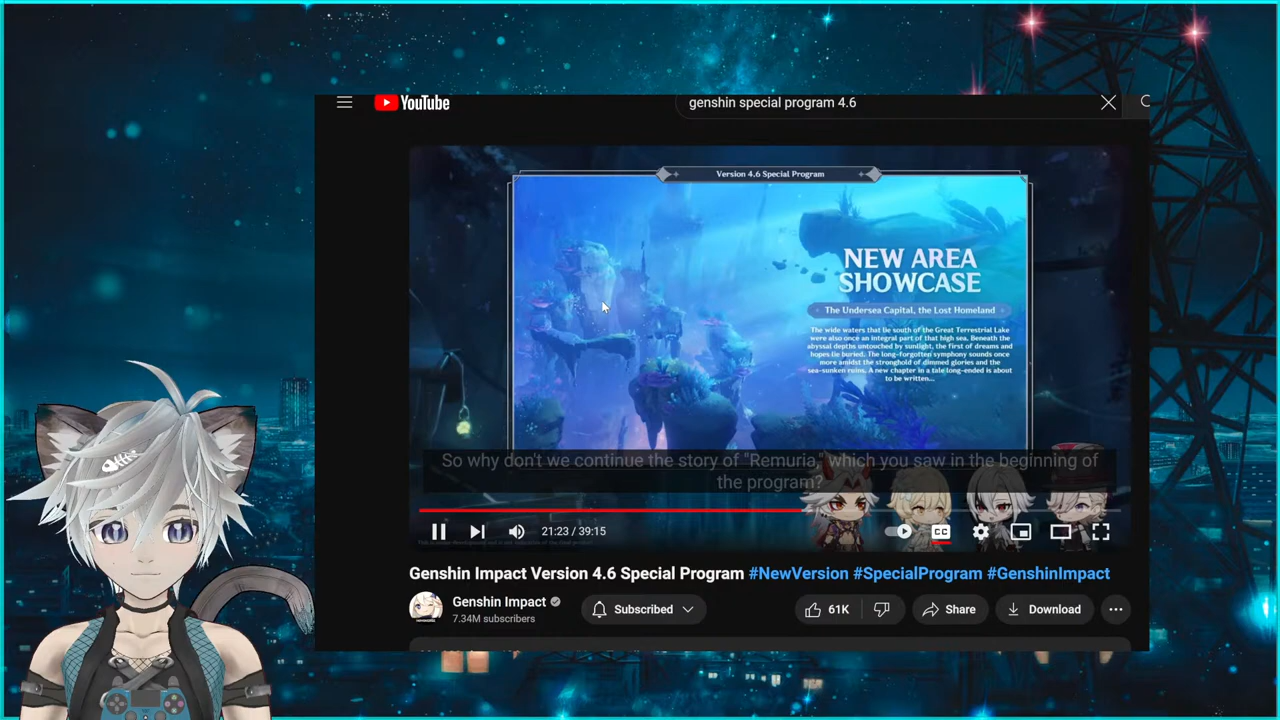 YouTube
genshin special program 4.6
Version 4.6 Special Program
NEW AREA
SHOWCASE
The Undersea Capital, the Lost Homeland
The wide waters that lie south of the Great Terrestrial Lake
were also once an integral part of that high sea. Beneath the
abyssal depths untouched by sunlight, the first of dreams and
hopes lie buried. The long-forgotten symphony sounds once
more amidst the stronghold of dimmed glories and the
sea-sunken ruins. A new chapter in a tale long-ended is about
to be written...
So why don't we continue the story of "Remuria," which you saw in the beginning of
the program?
21:23 / 39:15
CC
Genshin Impact Version 4.6 Special Program #NewVersion #SpecialProgram #GenshinImpact
Genshin Impact
7.34M subscribers
Subscribed
61K
Share
Download